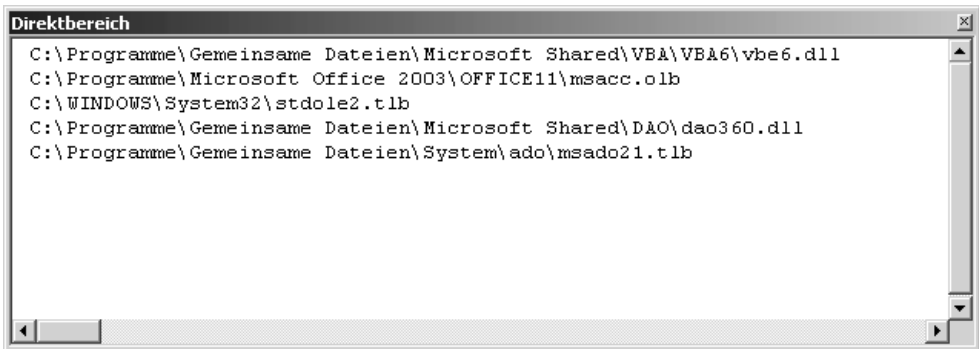 Direktbereich
C:\Programme\Gemeinsame Dateien\Microsoft Shared\VBA\VBA6\vbe6.dll
C:\Programme\Microsoft Office 2003\OFFICE11\msacc.olb
C:\WINDOWS\System32\stdole2.tlb
C:\Programme\Gemeinsame Dateien\Microsoft Shared\DAO\dao360.dll
C:\Programme\Gemeinsame Dateien\System\ado\msado21.tlb